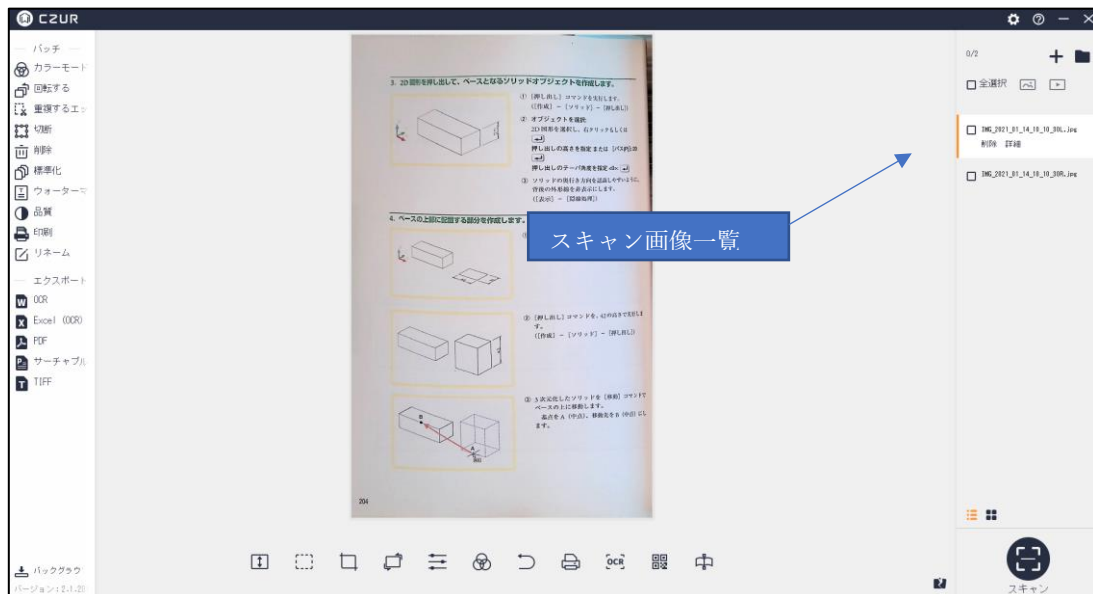 CZUR
バッチ
カラーモード
回転する
重複するエッ
切断
削除
標準化
ウォーターマ
品質
印刷
リネーム
エクスポート
OCR
Excel (OCR)
PDF
サーチャブル
TIFF
バックグラウ
3. 2D図形を押し出して、ベースとなるソリッドオブジェクトを作成します。
① [押し出し] コマンドを実行します。
([作成] － [ソリッド] － [押し出し])
② オブジェクトを選択:
2D図形を選択し、右クリックもしくは
押し出しの高さを指定 または [パス(P)
押し出しのテーパ角度を指定 <0>:
③ ソリッドの奥行き方向を認識しやすいように、
背後の外形線を非表示にします。
([表示] － [隠線処理])
4. ベースの上部に配置する部分を作成します。
スキャン画像一覧
② [押し出し] コマンドを、42の高さで実行しま
す。
([作成] － [ソリッド] － [押し出し])
③ 3次元化したソリッドを [移動] コマンドで
ベースの上に移動します。
基点を A (中点)、移動先を B (中点) にし
ます。
B
A
204
OCR
0/2
全選択
IMG_2021_01_14_10_10_00L.jpg
削除 詳細
IMG_2021_01_14_10_10_00R.jpg
スキャン